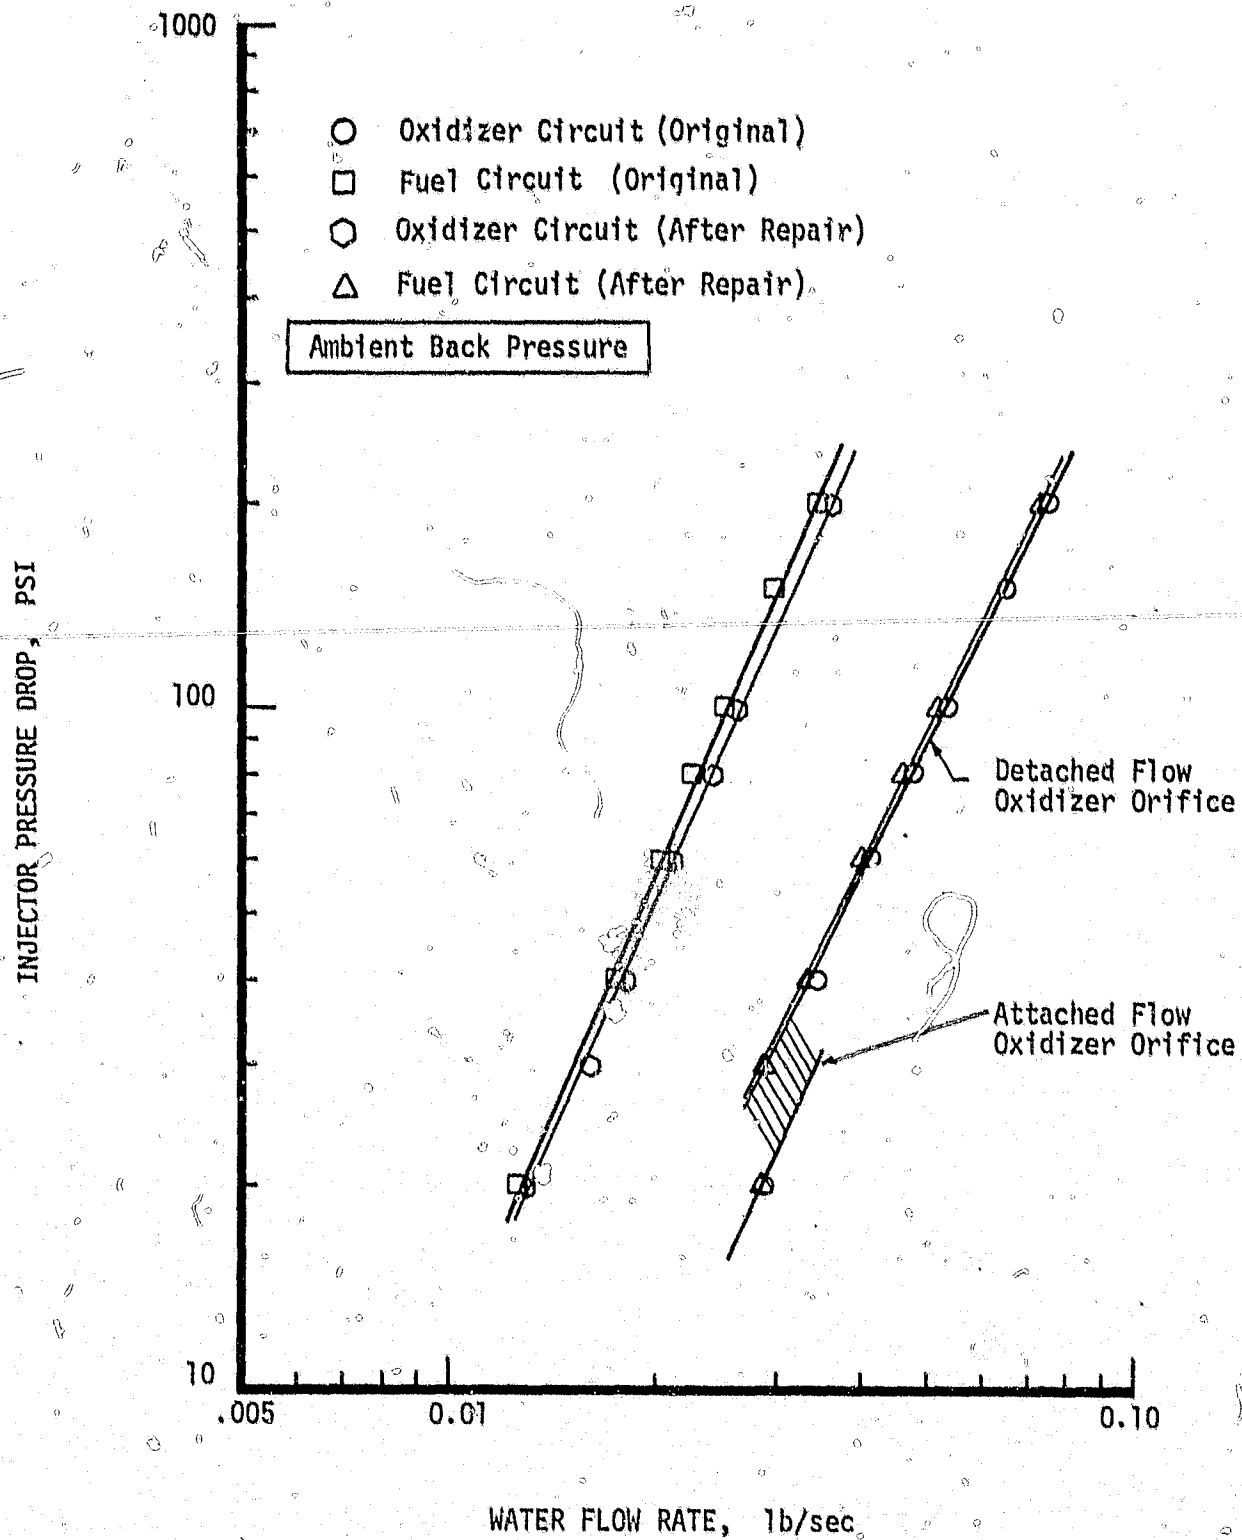 1000
Oxidizer Circuit (Original)
Fuel Circuit (Original)
Oxidizer Circuit (After Repair)
Fuel Circuit (After Repair)
Ambient Back Pressure
INJECTOR PRESSURE DROP, PSI
100
Detached Flow
Oxidizer Orifice
Attached Flow
Oxidizer Orifice
10
.005
0.01
0.10
WATER FLOW RATE, lb/sec